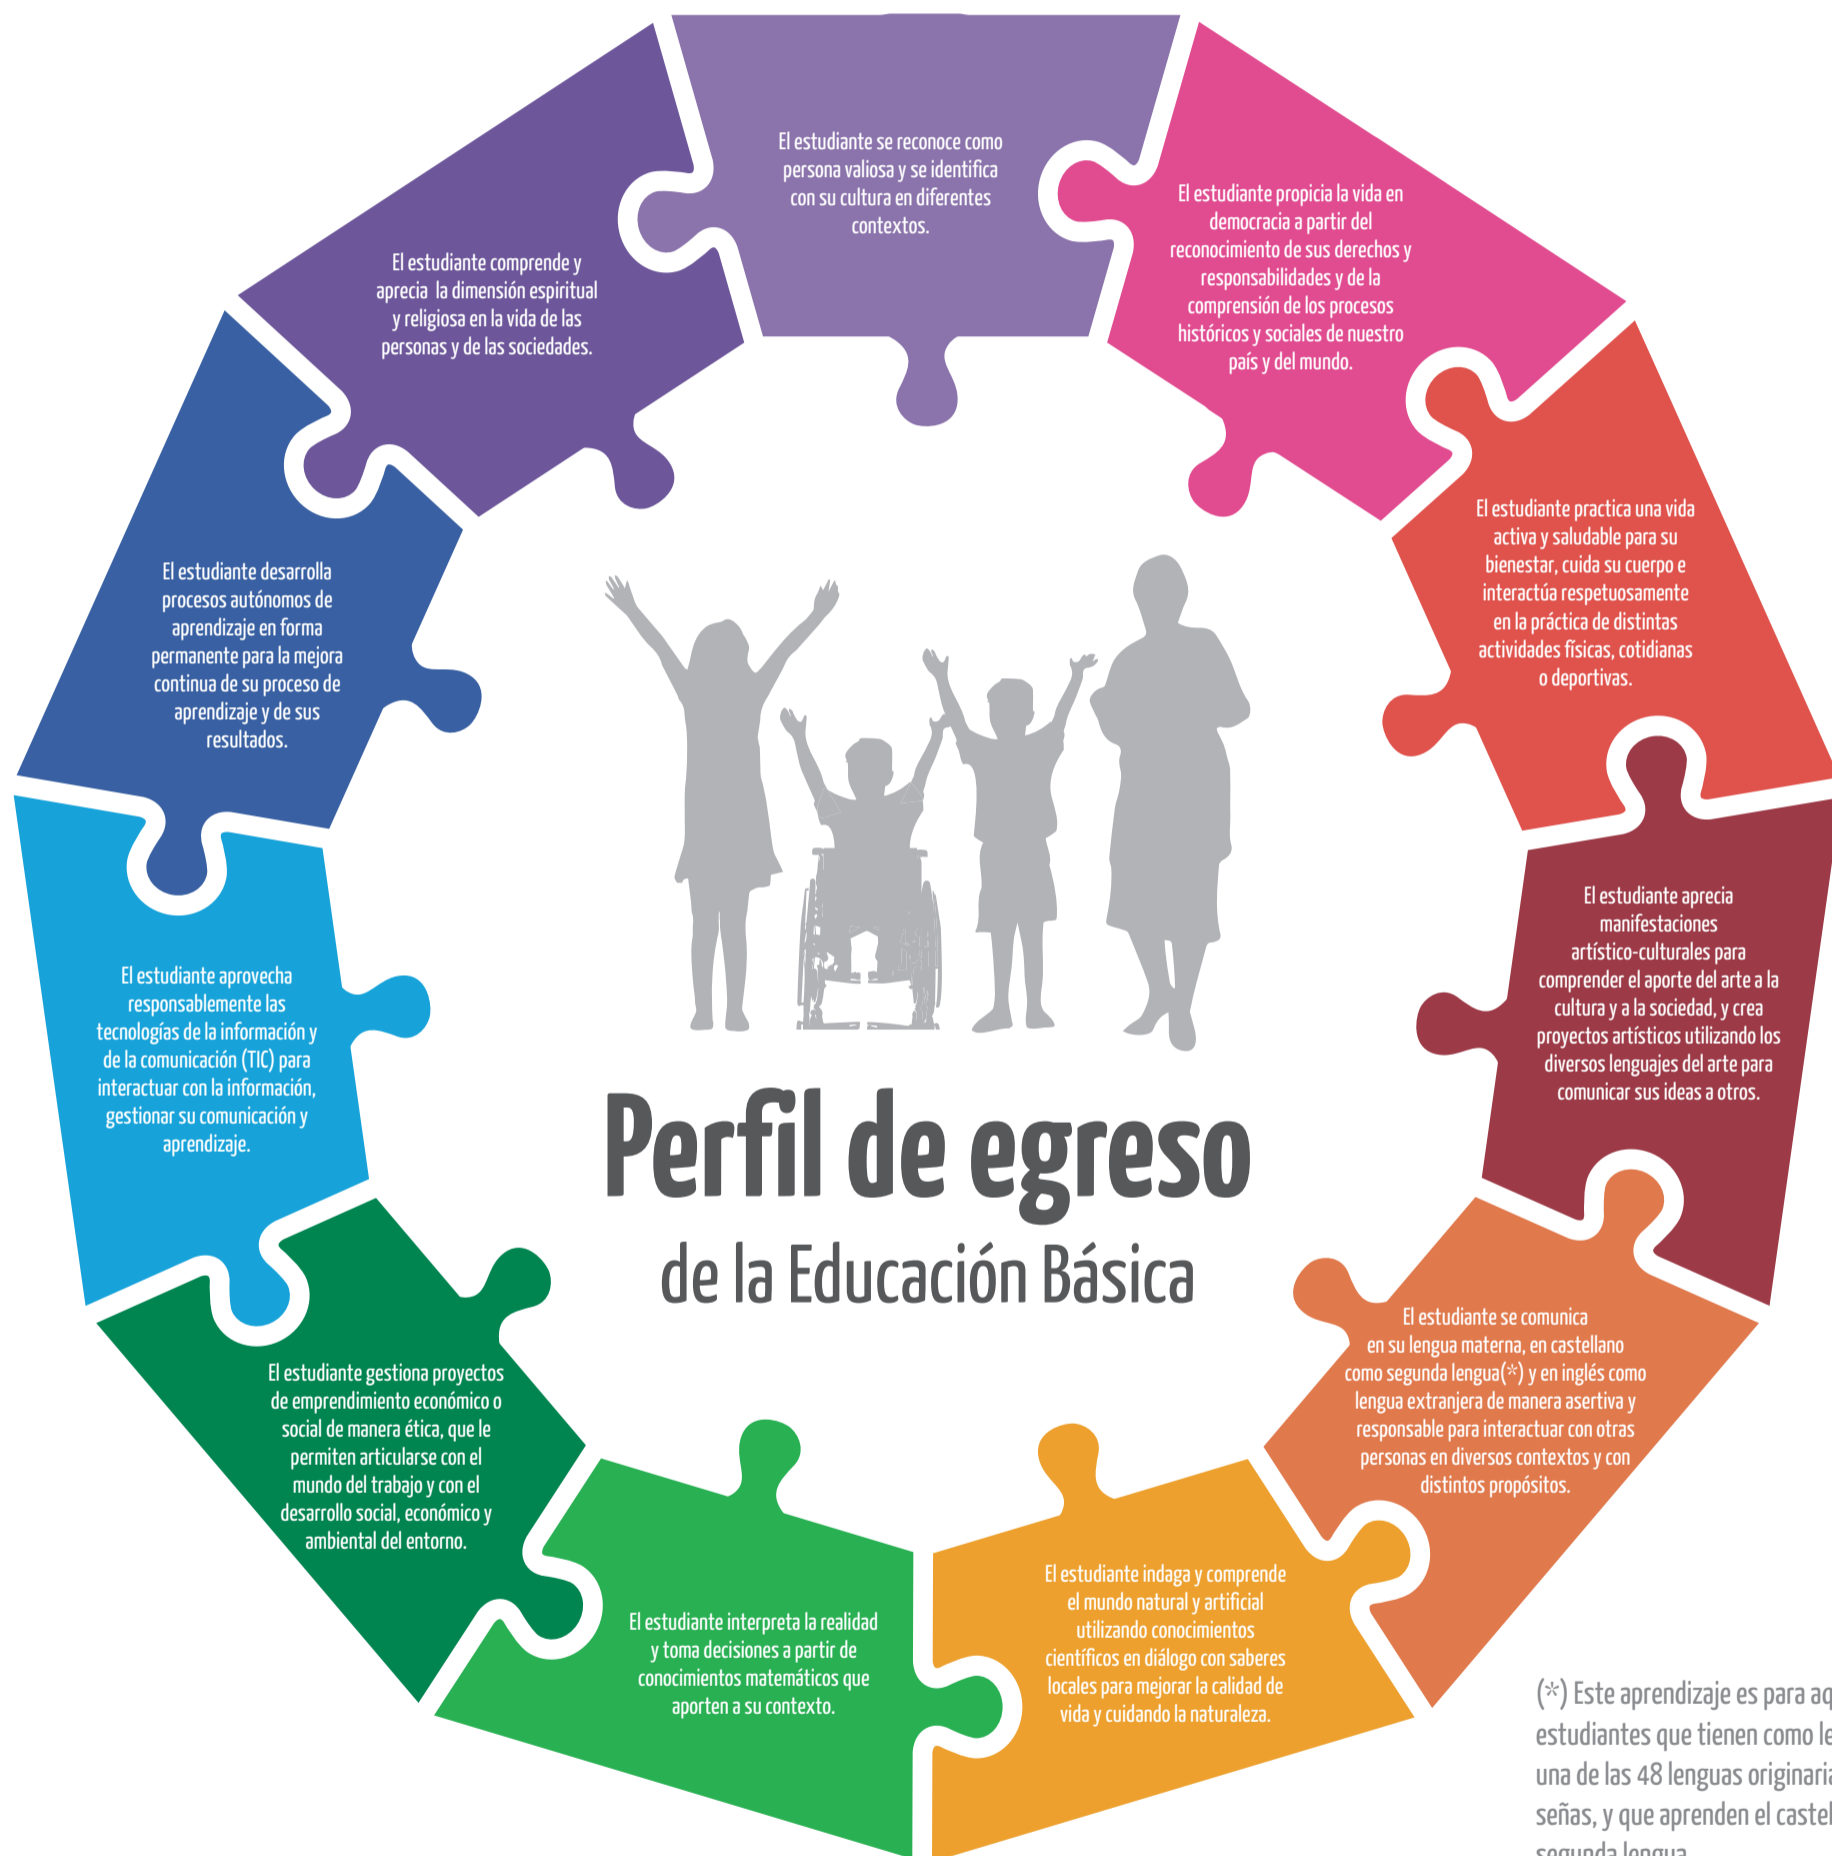 El estudiante se reconoce como
persona valiosa y se identifica
con su cultura en diferentes
contextos.
El estudiante propicia la vida en
democracia a partir del
reconocimiento de sus derechos y
responsabilidades y de la
comprensión de los procesos
históricos y sociales de nuestro
país y del mundo.
El estudiante practica una vida
activa y saludable para su
bienestar, cuida su cuerpo e
interactúa respetuosamente
en la práctica de distintas
actividades físicas, cotidianas
o deportivas.
El estudiante aprecia
manifestaciones
artístico-culturales para
comprender el aporte del arte a la
cultura y a la sociedad, y crea
proyectos artísticos utilizando los
diversos lenguajes del arte para
comunicar sus ideas a otros.
El estudiante se comunica
en su lengua materna, en castellano
como segunda lengua(*) y en inglés como
lengua extranjera de manera asertiva y
responsable para interactuar con otras
personas en diversos contextos y con
distintos propósitos.
El estudiante indaga y comprende
el mundo natural y artificial
utilizando conocimientos
científicos en diálogo con saberes
locales para mejorar la calidad de
vida y cuidando la naturaleza.
El estudiante interpreta la realidad
y toma decisiones a partir de
conocimientos matemáticos que
aporten a su contexto.
El estudiante gestiona proyectos
de emprendimiento económico o
social de manera ética, que le
permiten articularse con el
mundo del trabajo y con el
desarrollo social, económico y
ambiental del entorno.
El estudiante aprovecha
responsablemente las
tecnologías de la información y
de la comunicación (TIC) para
interactuar con la información,
gestionar su comunicación y
aprendizaje.
El estudiante desarrolla
procesos autónomos de
aprendizaje en forma
permanente para la mejora
continua de su proceso de
aprendizaje y de sus
resultados.
El estudiante comprende y
aprecia la dimensión espiritual
y religiosa en la vida de las
personas y de las sociedades.
Perfil de egreso
de la Educación Básica
(*) Este aprendizaje es para
estudiantes que tienen como
una de las 48 lenguas
señas, y que aprenden el
segunda lengua